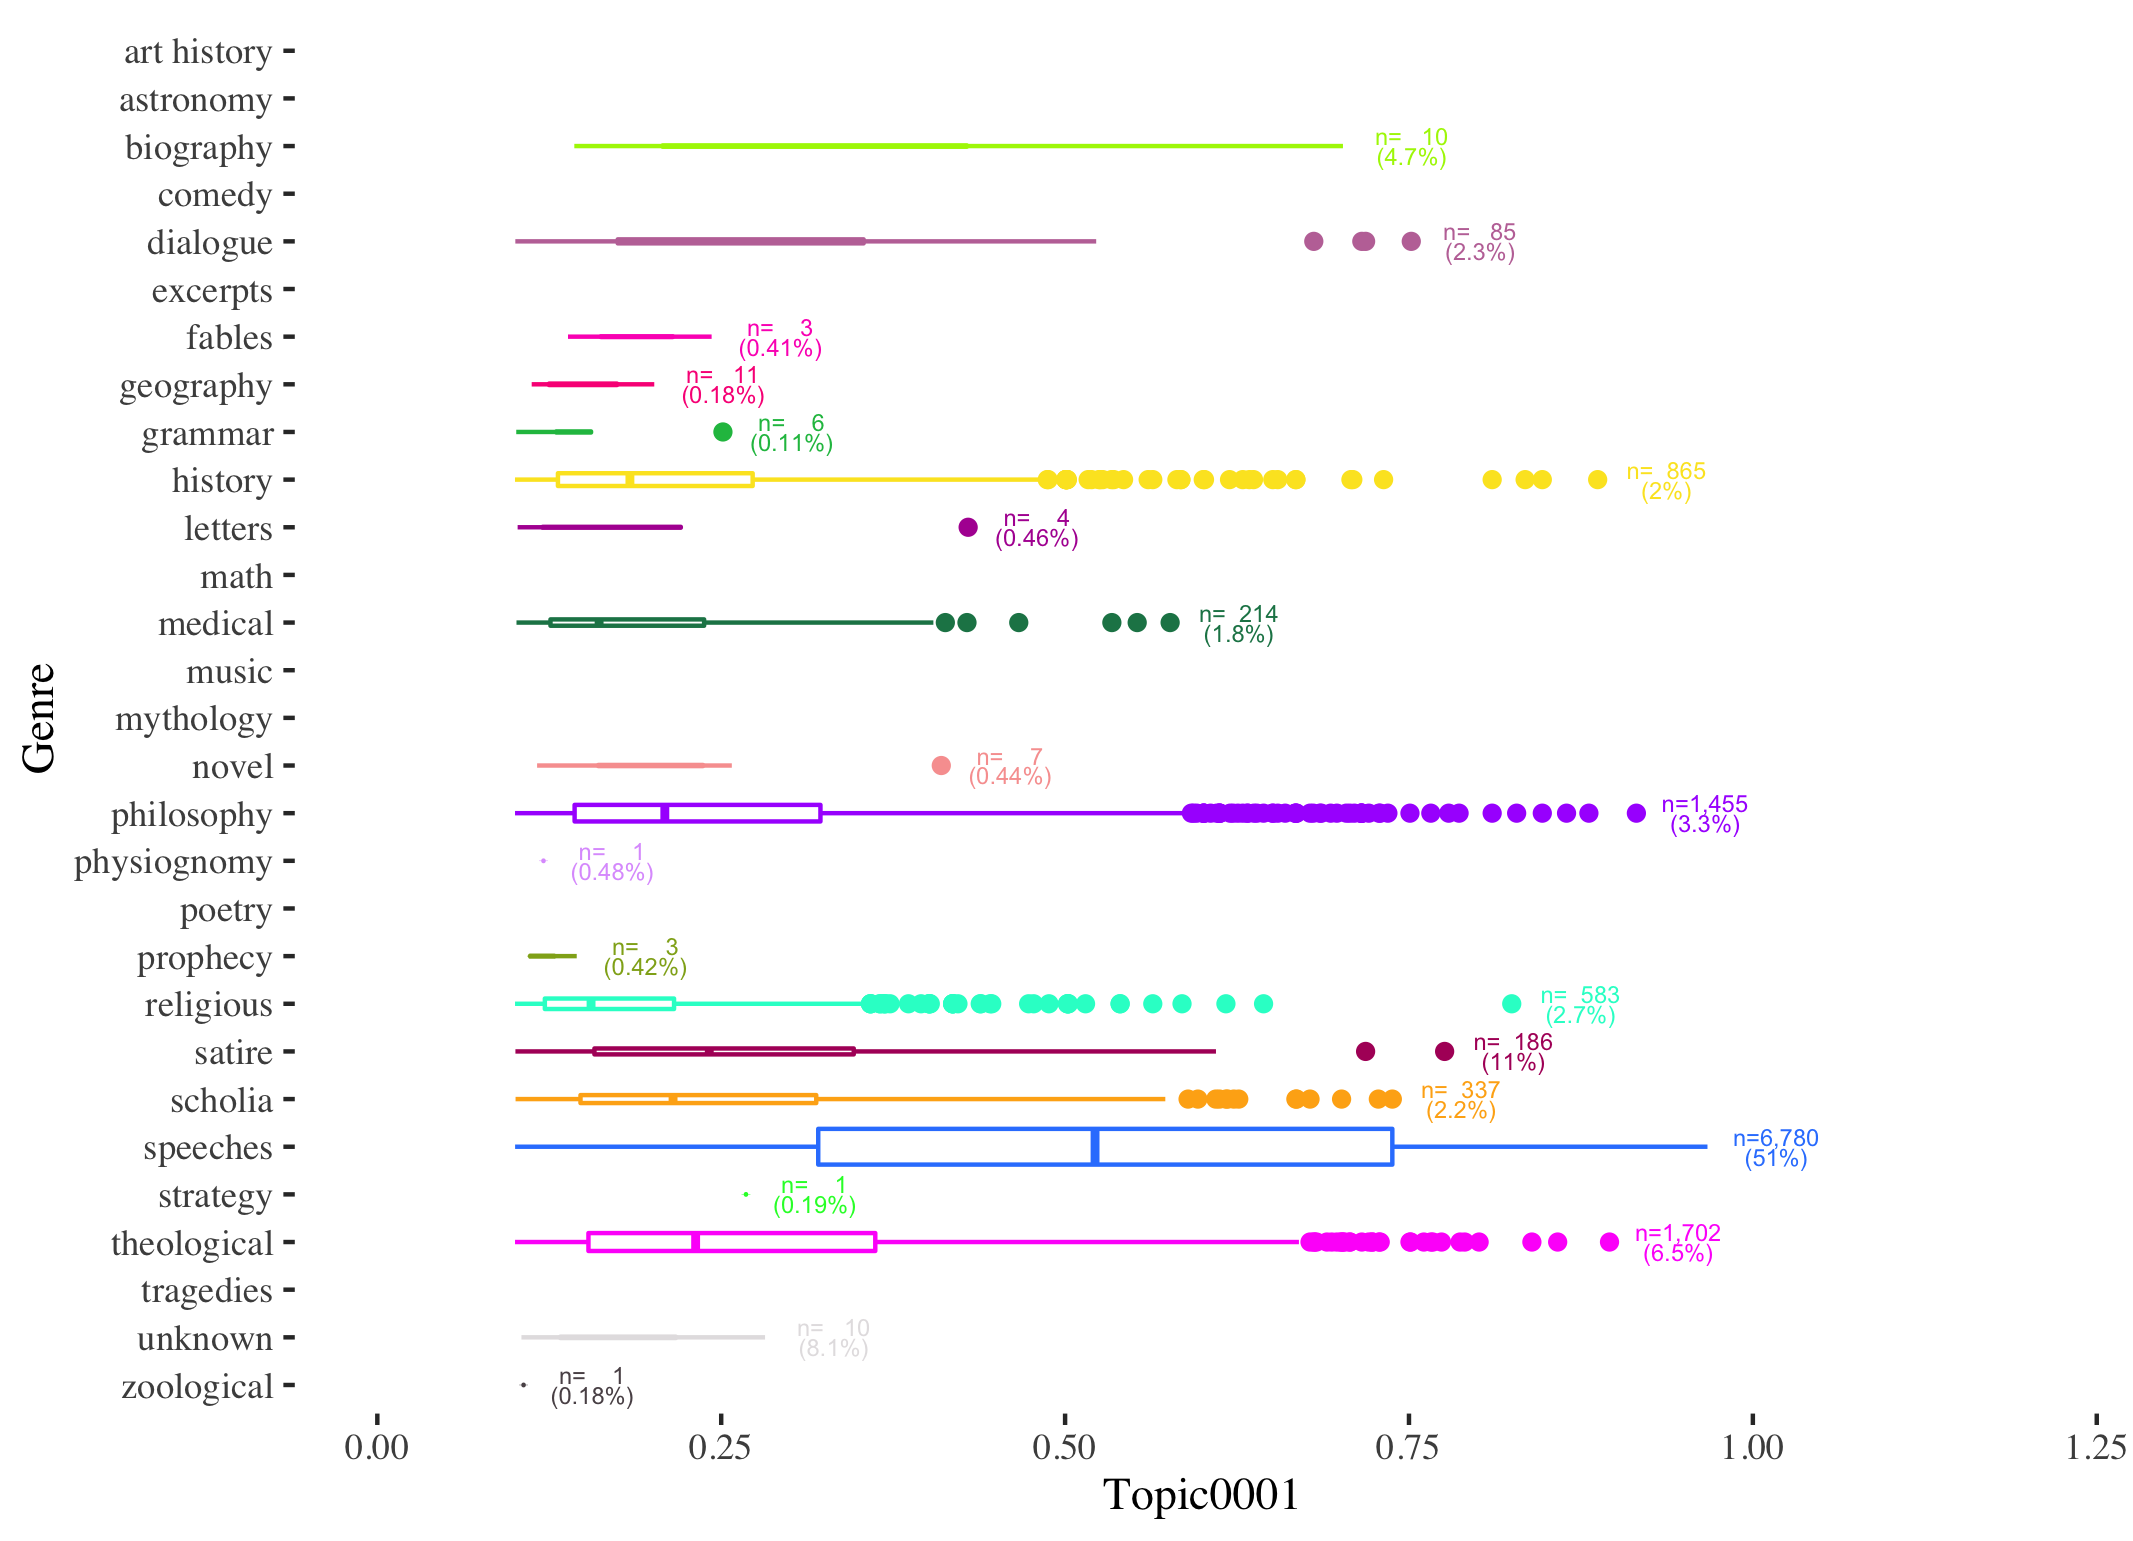 art history
astronomy
biography
n= 10
(4.7%)
comedy
dialogue
n= 85
(2.3%)
excerpts
fables
n= 3
(0.41%)
geography
n= 11
(0.18%)
grammar
n= 6
(0.11%)
history
n= 865
(2%)
letters
n= 4
(0.46%)
math
medical
n= 214
(1.8%)
music
mythology
novel
n= 7
(0.44%)
philosophy
n=1,455
(3.3%)
physiognomy
n= 1
(0.48%)
poetry
prophecy
n= 3
(0.42%)
religious
n= 583
(2.7%)
satire
n= 186
(11%)
scholia
n= 337
(2.2%)
speeches
n=6,780
(51%)
strategy
n= 1
(0.19%)
theological
n=1,702
(6.5%)
tragedies
unknown
n= 10
(8.1%)
zoological
n= 1
(0.18%)
Genre
0.00 0.25 0.50 0.75 1.00 1.25
Topic0001